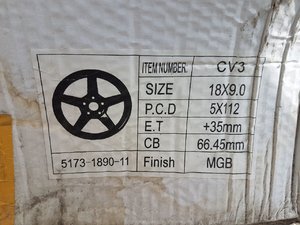 ITEM NUMBER. CV3
SIZE 18X9.0
P.C.D 5X112
E.T +35mm
CB 66.45mm
5173-1890-11 Finish MGB